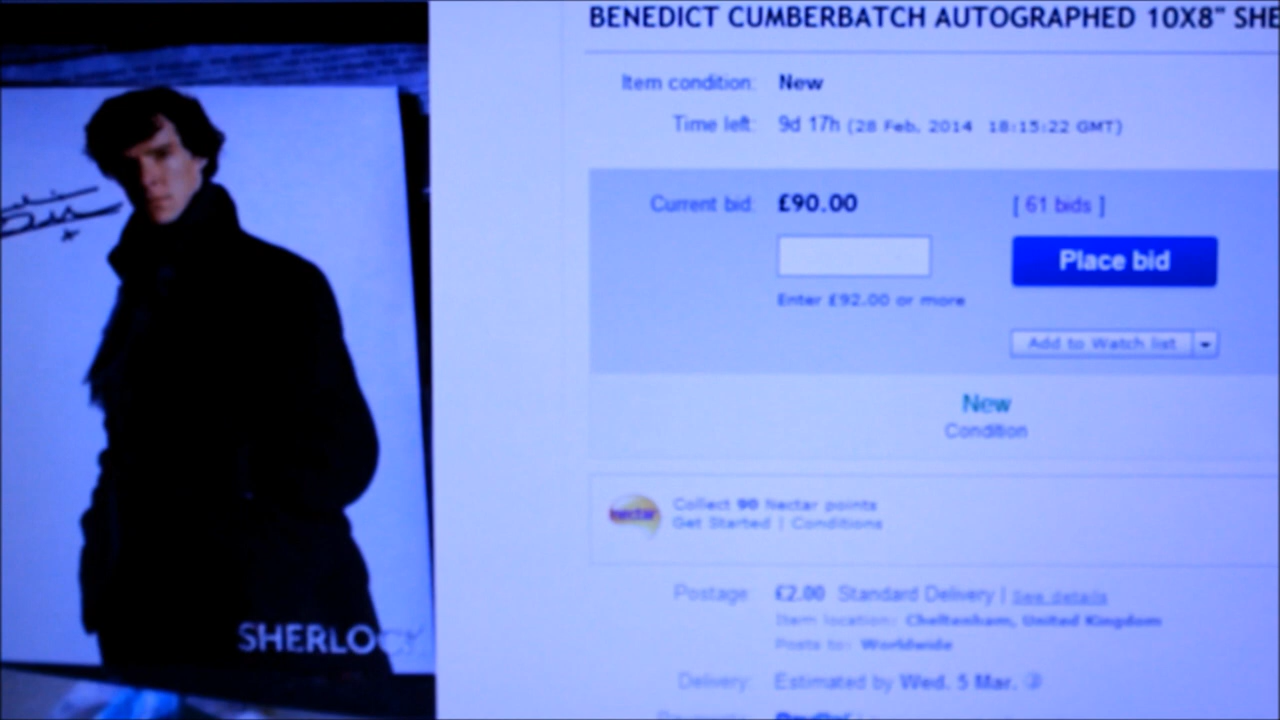 BENEDICT CUMBERBATCH AUTOGRAPHED 10X8" SHE
Item condition: New
Time left: 9d 17h (28 Feb, 2014 18:15:22 GMT)
Current bid: £90.00 [ 61 bids ]
Place bid
Enter £92.00 or more
Add to Watch list
New
Condition
nectar
Collect 90 Nectar points
Get Started | Conditions
Postage: £2.00 Standard Delivery | See details
Item location: Cheltenham, United Kingdom
Posts to: Worldwide
Delivery: Estimated by Wed. 5 Mar.
Payments: PayPal
SHERLOCK